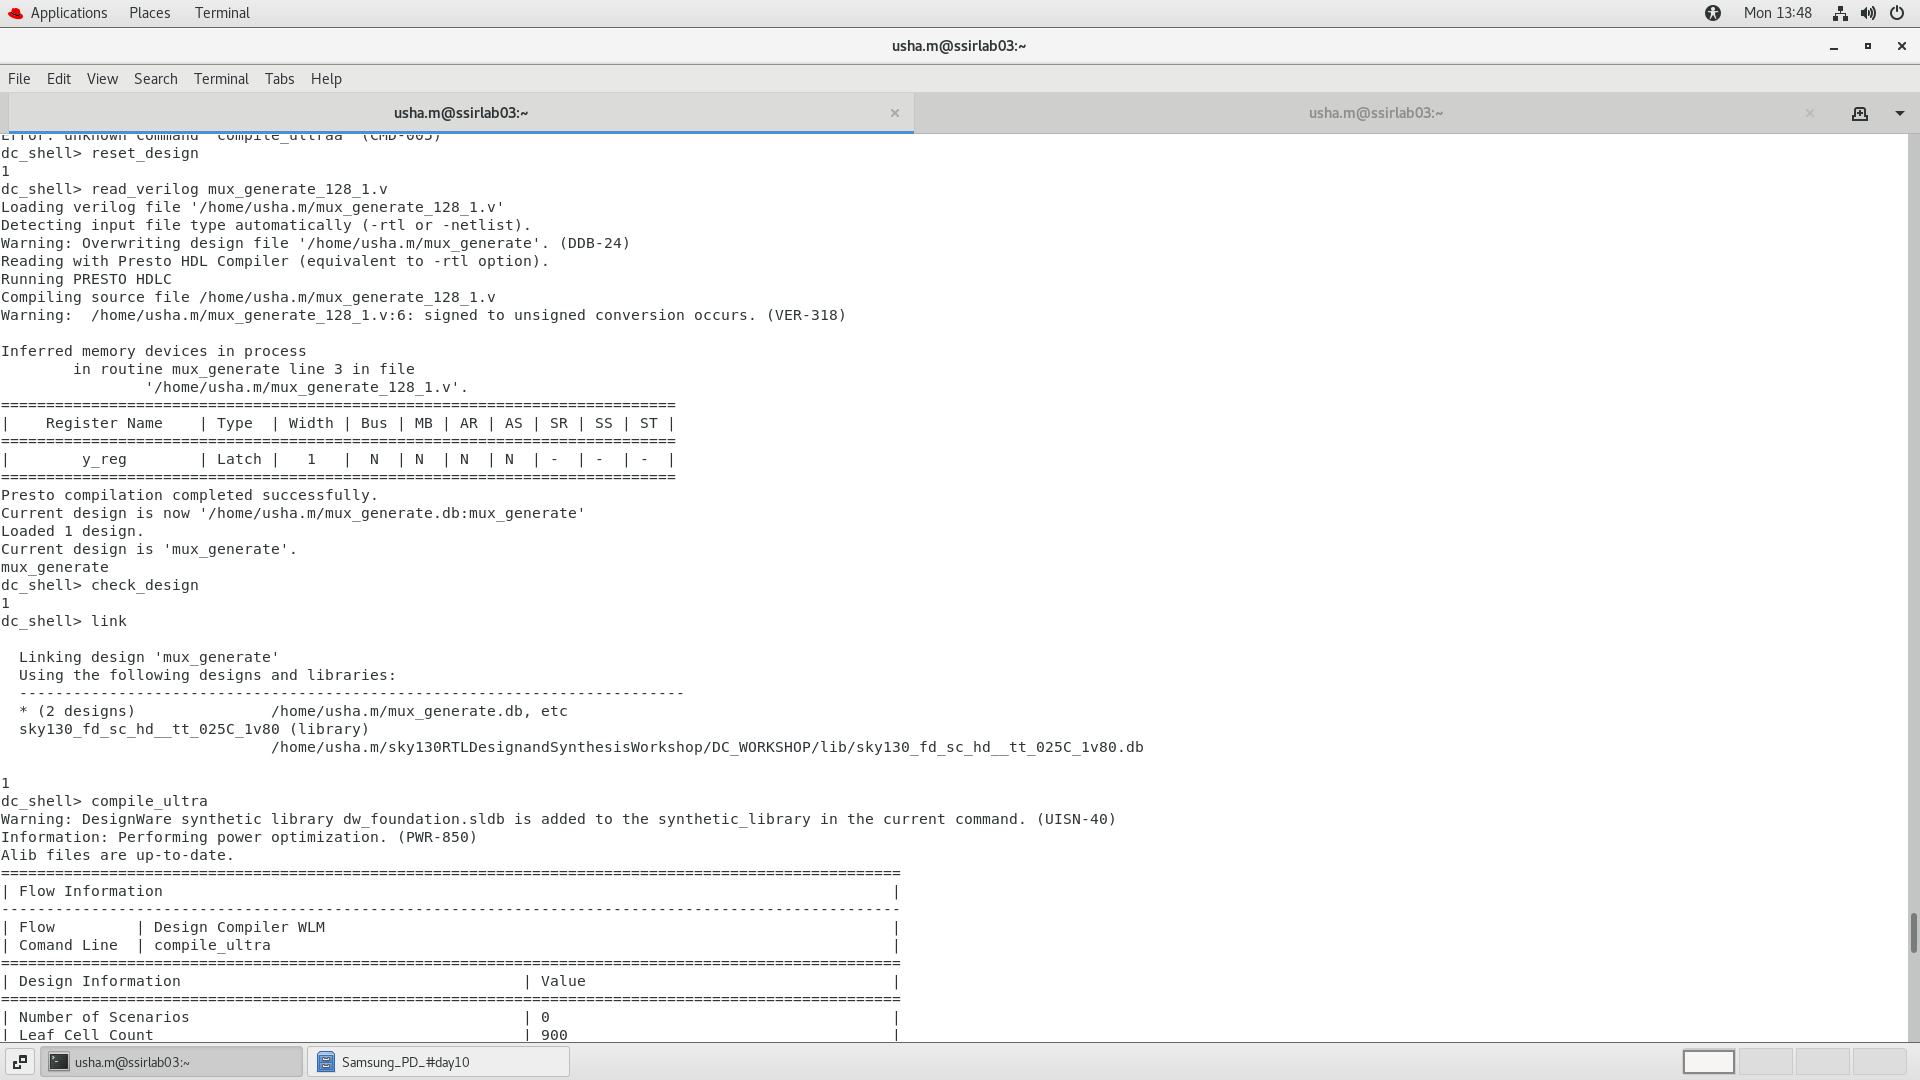 Applications Places Terminal Mon 13:48
usha.m@ssirlab03:~
File Edit View Search Terminal Tabs Help
usha.m@ssirlab03:~ usha.m@ssirlab03:~
Error: unknown command 'compile_ultraa' (CMD-005)
dc_shell> reset_design
1
dc_shell> read_verilog mux_generate_128_1.v
Loading verilog file '/home/usha.m/mux_generate_128_1.v'
Detecting input file type automatically (-rtl or -netlist).
Warning: Overwriting design file '/home/usha.m/mux_generate'. (DDB-24)
Reading with Presto HDL Compiler (equivalent to -rtl option).
Running PRESTO HDLC
Compiling source file /home/usha.m/mux_generate_128_1.v
Warning:  /home/usha.m/mux_generate_128_1.v:6: signed to unsigned conversion occurs. (VER-318)
Inferred memory devices in process
in routine mux_generate line 3 in file
'/home/usha.m/mux_generate_128_1.v'.
===========================================================================
|    Register Name    | Type  | Width | Bus | MB | AR | AS | SR | SS | ST |
===========================================================================
|        y_reg        | Latch |   1   |  N  | N  | N  | N  | -  | -  | -  |
===========================================================================
Presto compilation completed successfully.
Current design is now '/home/usha.m/mux_generate.db:mux_generate'
Loaded 1 design.
Current design is 'mux_generate'.
mux_generate
dc_shell> check_design
1
dc_shell> link
Linking design 'mux_generate'
Using the following designs and libraries:
--------------------------------------------------------------------------
* (2 designs)               /home/usha.m/mux_generate.db, etc
sky130_fd_sc_hd__tt_025C_1v80 (library)
/home/usha.m/sky130RTLDesignandSynthesisWorkshop/DC_WORKSHOP/lib/sky130_fd_sc_hd__tt_025C_1v80.db
1
dc_shell> compile_ultra
Warning: DesignWare synthetic library dw_foundation.sldb is added to the synthetic_library in the current command. (UISN-40)
Information: Performing power optimization. (PWR-850)
Alib files are up-to-date.
====================================================================================================
| Flow Information                                                                                 |
----------------------------------------------------------------------------------------------------
| Flow         | Design Compiler WLM                                                               |
| Comand Line  | compile_ultra                                                                     |
====================================================================================================
| Design Information                                      | Value                                  |
====================================================================================================
| Number of Scenarios                                     | 0                                      |
| Leaf Cell Count                                         | 900                                    |
usha.m@ssirlab03:~ Samsung_PD_#day10